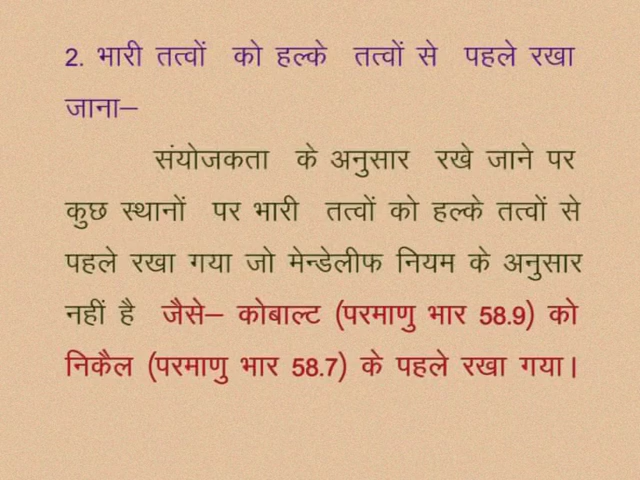 2. भारी तत्वों को हल्के तत्वों से पहले रखा
जाना–
संयोजकता के अनुसार रखे जाने पर
कुछ स्थानों पर भारी तत्वों को हल्के तत्वों से
पहले रखा गया जो मेन्डेलीफ नियम के अनुसार
नहीं है जैसे– कोबाल्ट (परमाणु भार 58.9) को
निकैल (परमाणु भार 58.7) के पहले रखा गया।